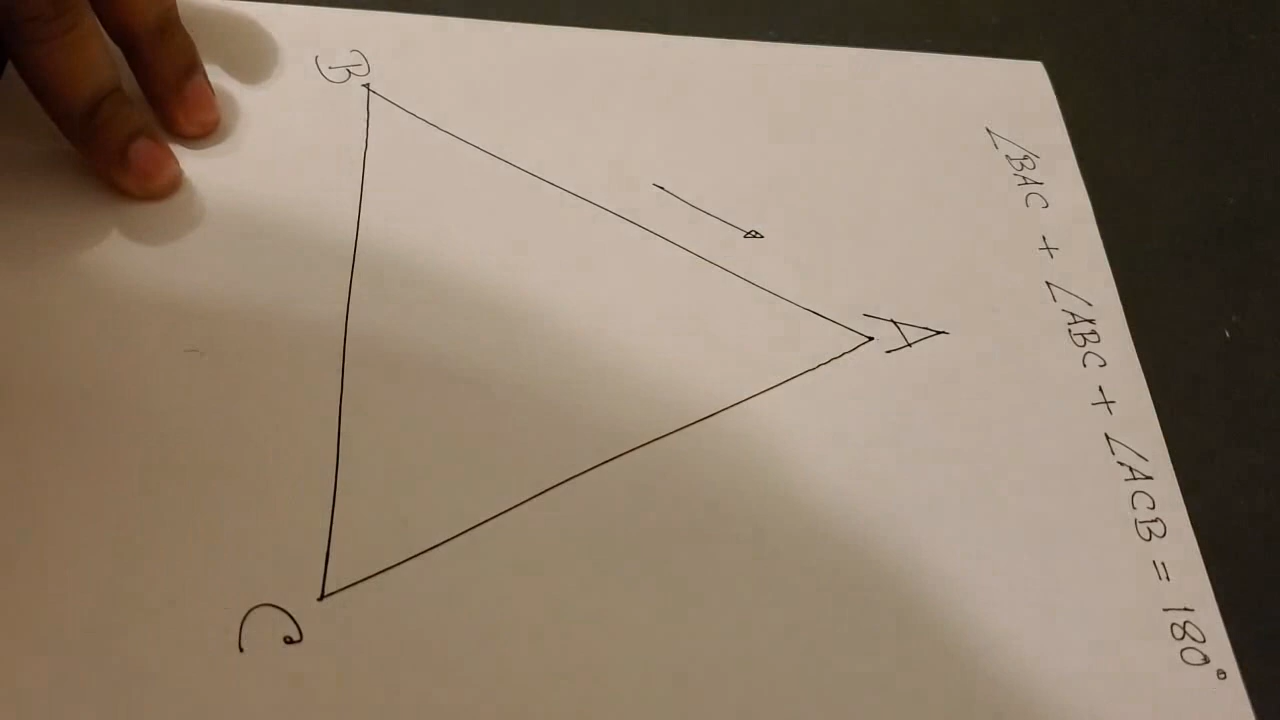 ∠BAC + ∠ABC + ∠ACB = 180°
A
B
C